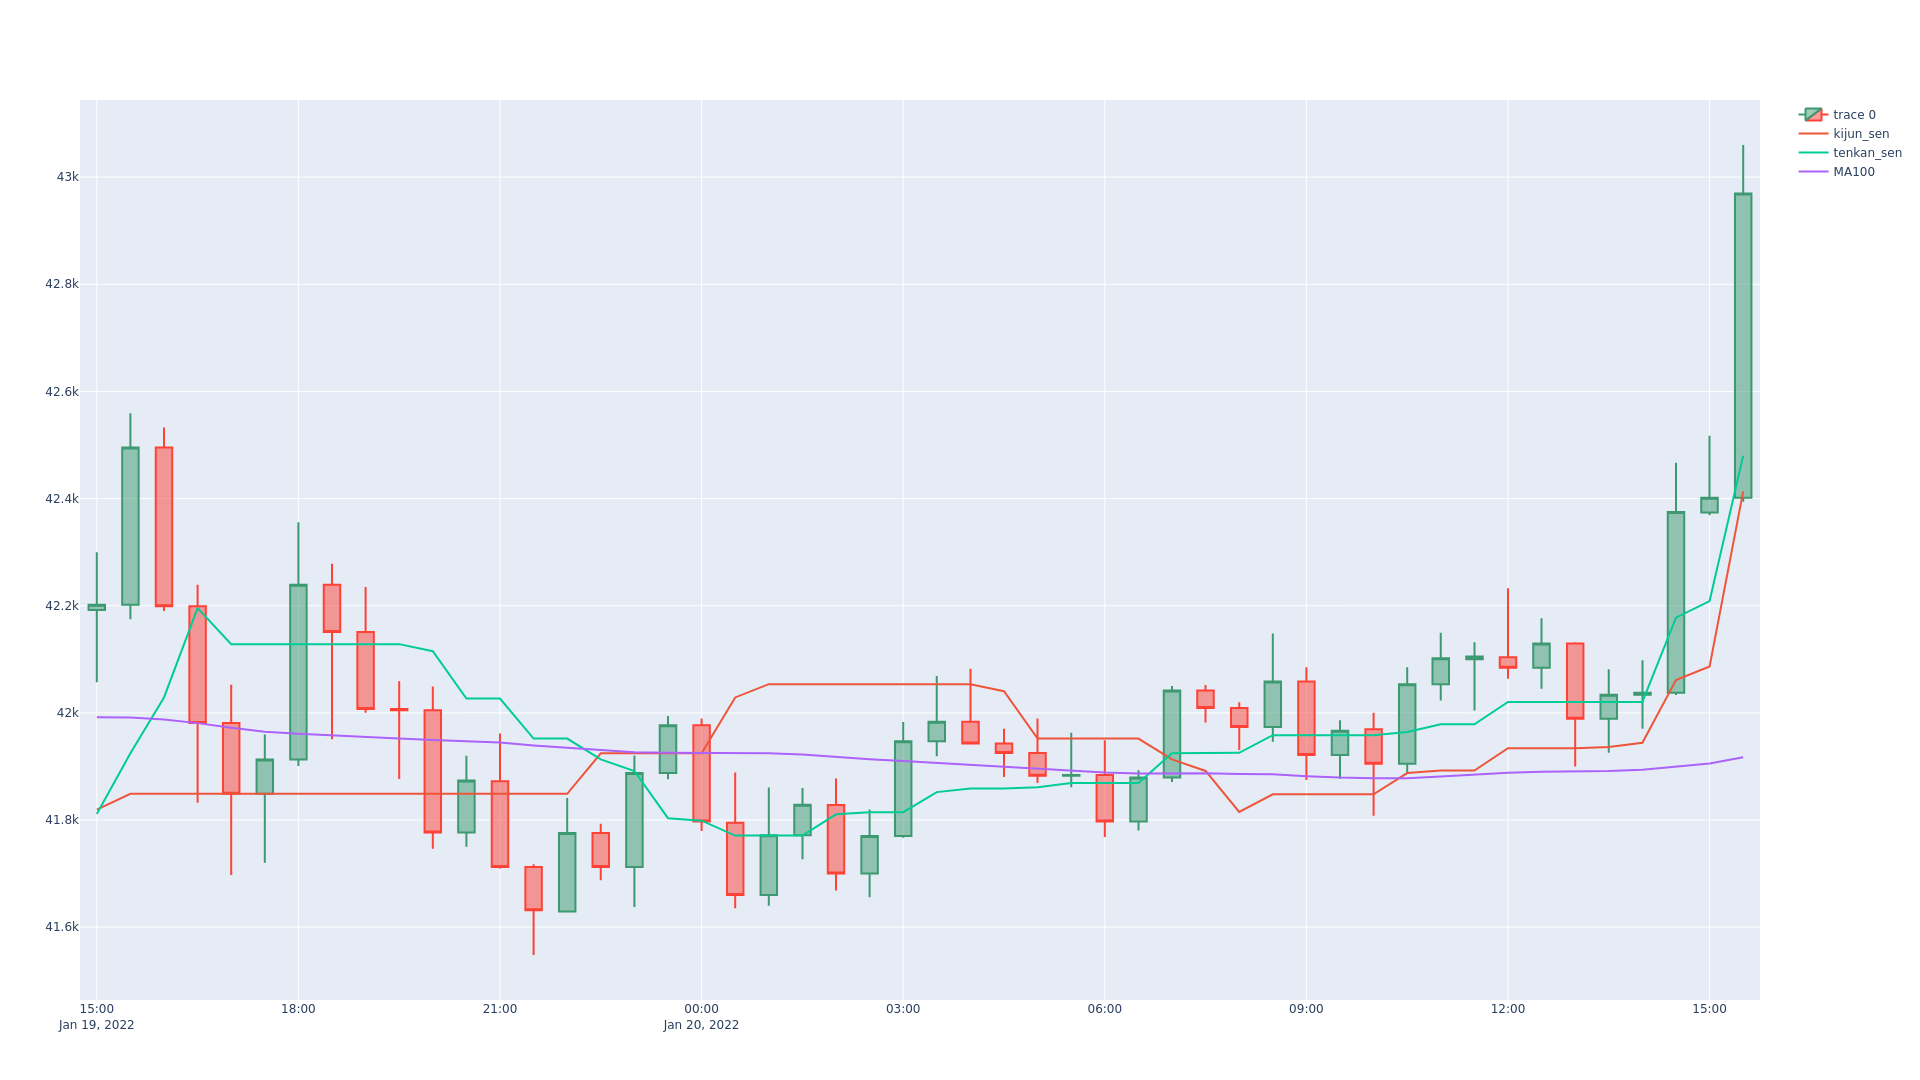 trace 0
kijun_sen
tenkan_sen
MA100
43k
42.8k
42.6k
42.4k
42.2k
42k
41.8k
41.6k
15:00 18:00 21:00 00:00 03:00 06:00 09:00 12:00 15:00
Jan 19, 2022 Jan 20, 2022